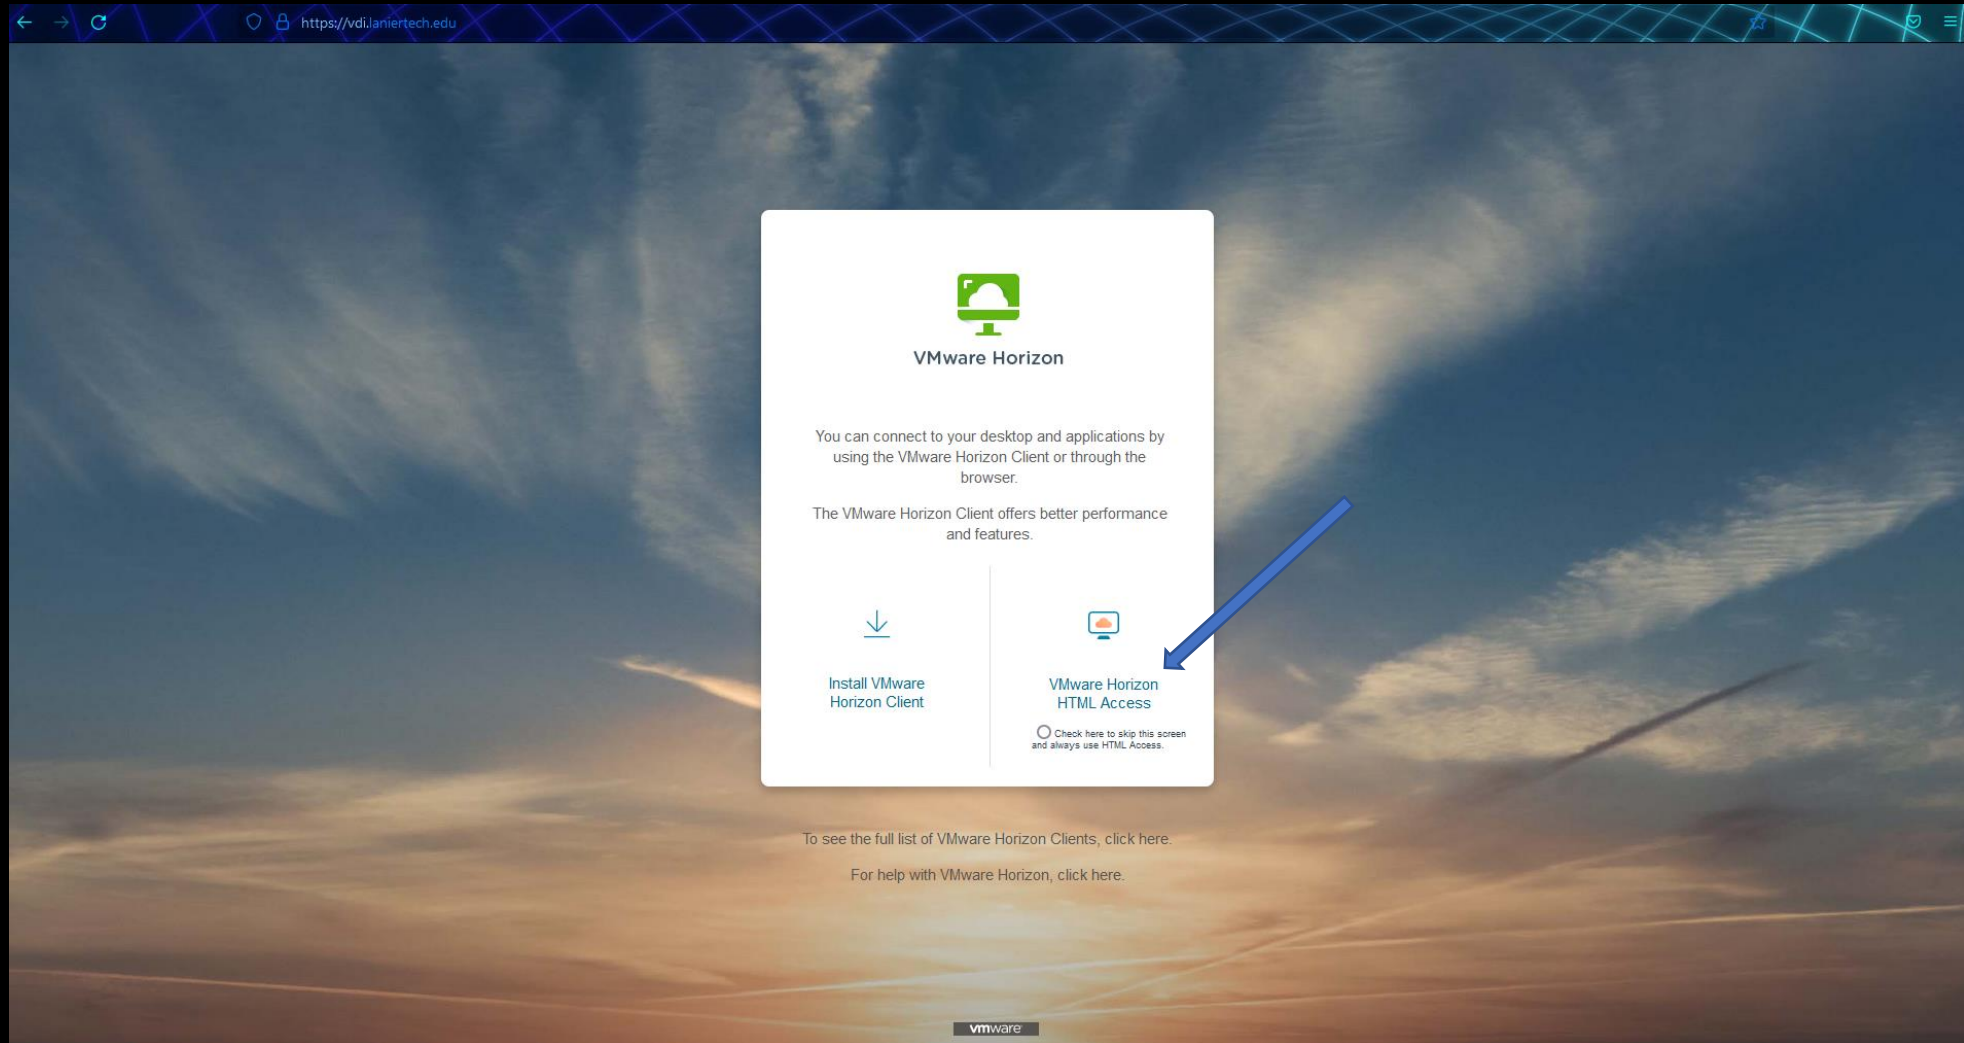 https://vdi.laniertech.edu
VMware Horizon
You can connect to your desktop and applications by
using the VMware Horizon Client or through the
browser.
The VMware Horizon Client offers better performance
and features.
Install VMware
Horizon Client
VMware Horizon
HTML Access
Check here to skip this screen
and always use HTML Access.
To see the full list of VMware Horizon Clients, click here.
For help with VMware Horizon, click here.
vmware